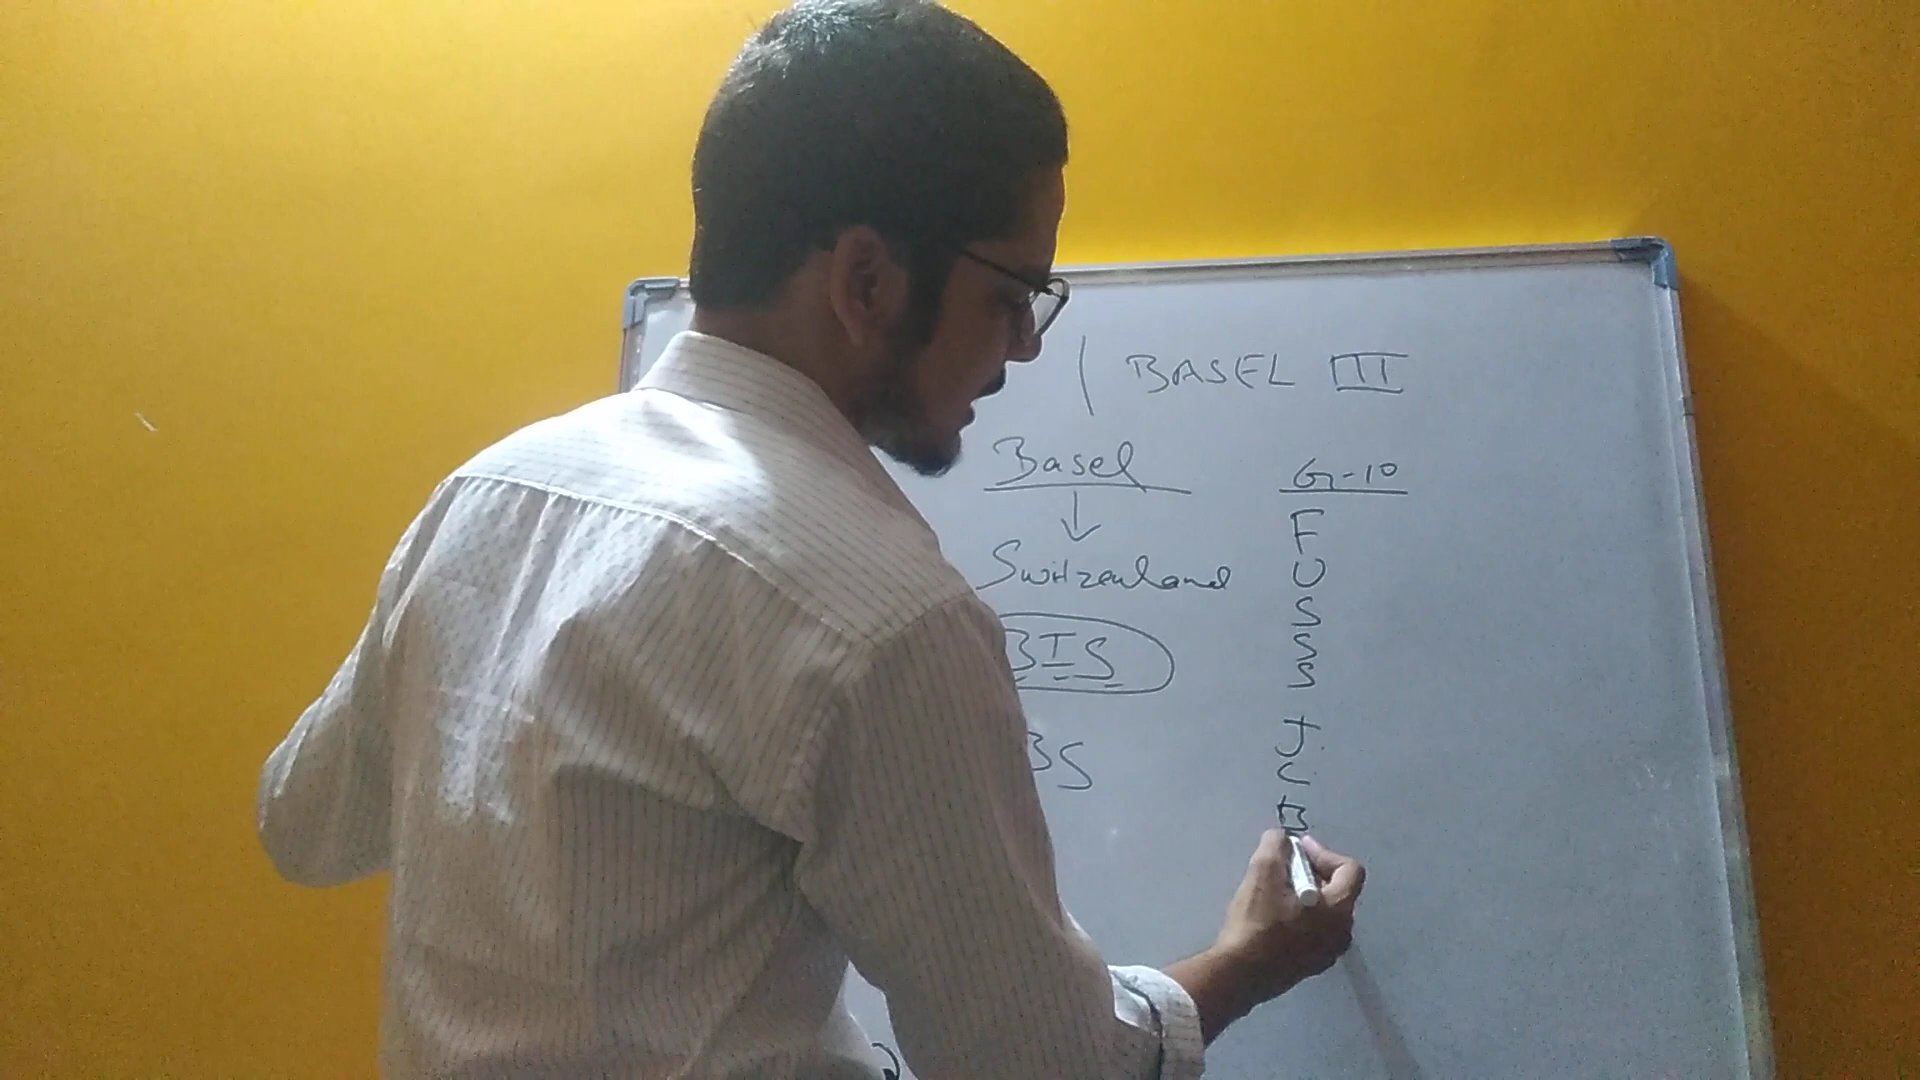 | BASEL III
Basel
↓
Switzerland
BIS
BS
G-10
F
U
S
S
S
J
C